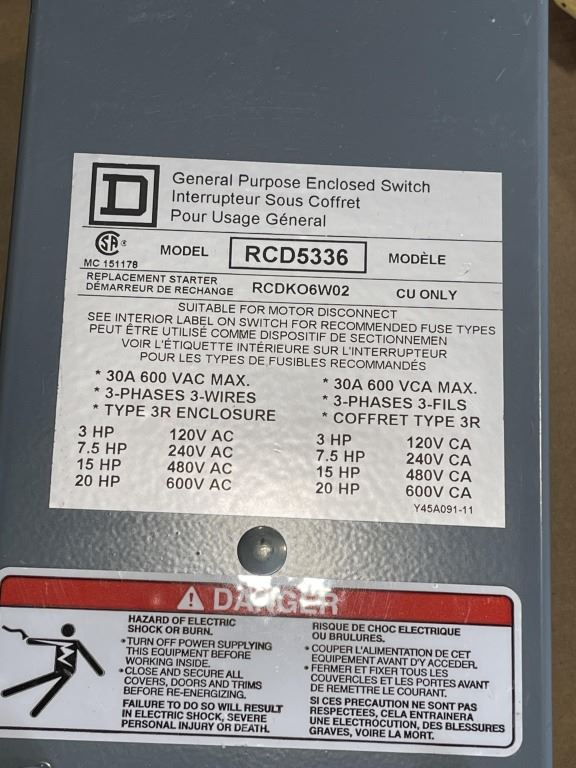 D
General Purpose Enclosed Switch
Interrupteur Sous Coffret
Pour Usage Général
SA ®
MC 151178
MODEL RCD5336 MODÈLE
REPLACEMENT STARTER
DÉMARREUR DE RECHANGE RCDKO6W02 CU ONLY
SUITABLE FOR MOTOR DISCONNECT
SEE INTERIOR LABEL ON SWITCH FOR RECOMMENDED FUSE TYPES
PEUT ÊTRE UTILISÉ COMME DISPOSITIF DE SECTIONNEMEN
VOIR L'ÉTIQUETTE INTÉRIEURE SUR L'INTERRUPTEUR
POUR LES TYPES DE FUSIBLES RECOMMANDÉS
* 30A 600 VAC MAX.
* 3-PHASES 3-WIRES
* TYPE 3R ENCLOSURE
3 HP 120V AC
7.5 HP 240V AC
15 HP 480V AC
20 HP 600V AC
* 30A 600 VCA MAX.
* 3-PHASES 3-FILS
* COFFRET TYPE 3R
3 HP 120V CA
7.5 HP 240V CA
15 HP 480V CA
20 HP 600V CA
Y45A091-11
DANGER
HAZARD OF ELECTRIC
SHOCK OR BURN.
•TURN OFF POWER SUPPLYING
THIS EQUIPMENT BEFORE
WORKING INSIDE.
•CLOSE AND SECURE ALL
COVERS, DOORS AND TRIMS
BEFORE RE-ENERGIZING.
FAILURE TO DO SO WILL RESULT
IN ELECTRIC SHOCK, SEVERE
PERSONAL INJURY OR DEATH.
RISQUE DE CHOC ELECTRIQUE
OU BRULURES.
• COUPER L'ALIMENTATION DE CET
EQUIPEMENT AVANT D'Y ACCEDER.
• FERMER ET FIXER TOUS LES
COUVERCLES ET LES PORTES AVANT
DE REMETTRE LE COURANT.
SI CES PRECAUTION NE SONT PAS
RESPECTEES, CELA ENTRAINERA
UNE ELECTROCUTION, DES BLESSURES
GRAVES, VOIRE LA MORT.